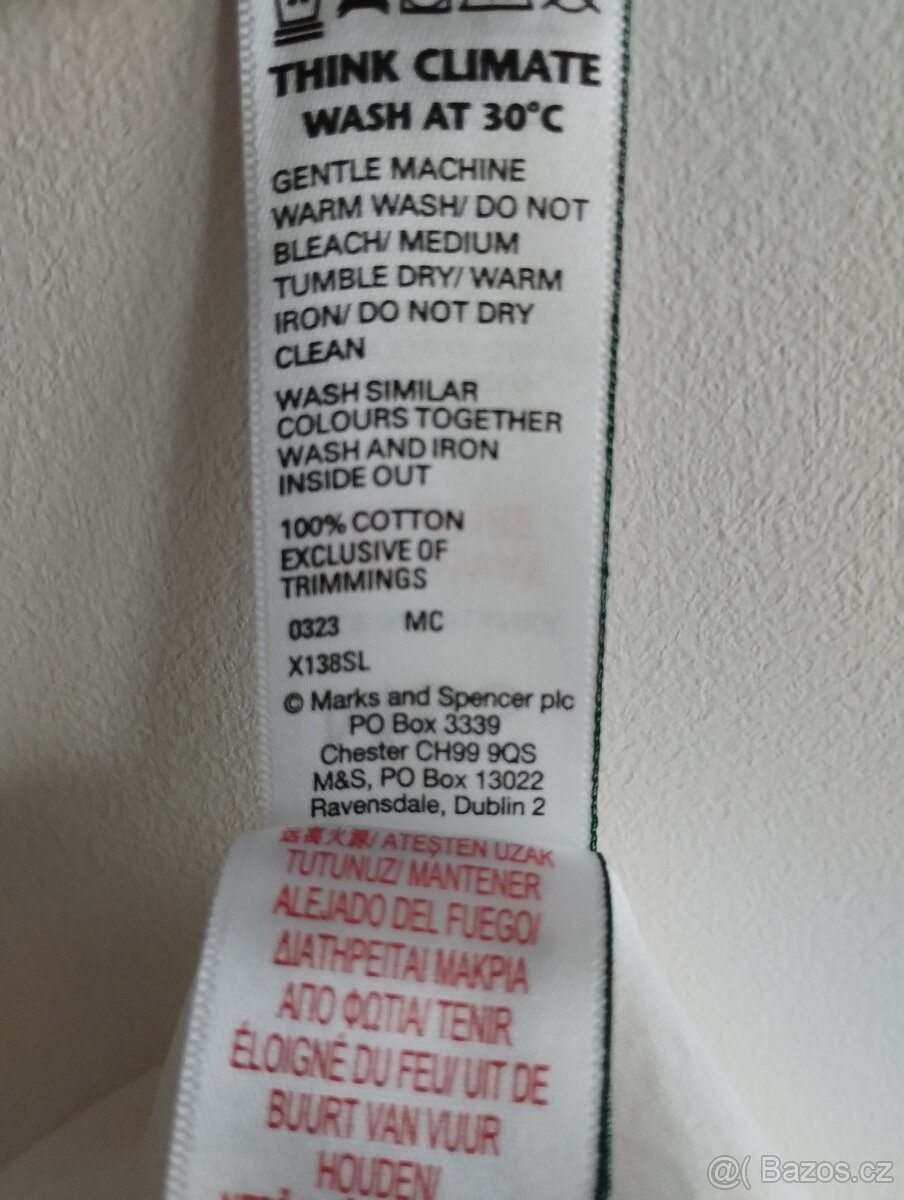 THINK CLIMATE
WASH AT 30°C
GENTLE MACHINE
WARM WASH/ DO NOT
BLEACH/ MEDIUM
TUMBLE DRY/ WARM
IRON/ DO NOT DRY
CLEAN
WASH SIMILAR
COLOURS TOGETHER
WASH AND IRON
INSIDE OUT
100% COTTON
EXCLUSIVE OF
TRIMMINGS
0323 MC
X138SL
© Marks and Spencer plc
PO Box 3339
Chester CH99 9QS
M&S, PO Box 13022
Ravensdale, Dublin 2
远离火源/ ATEŞTEN UZAK
TUTUNUZ/ MANTENER
ALEJADO DEL FUEGO/
ΔΙΑΤΗΡΕΙΤΑΙ ΜΑΚΡΙΑ
ΑΠΟ ΦΩΤΙΑ/ TENIR
ÉLOIGNÉ DU FEU/ UIT DE
BUURT VAN VUUR
HOUDEN/
@( Bazos.cz